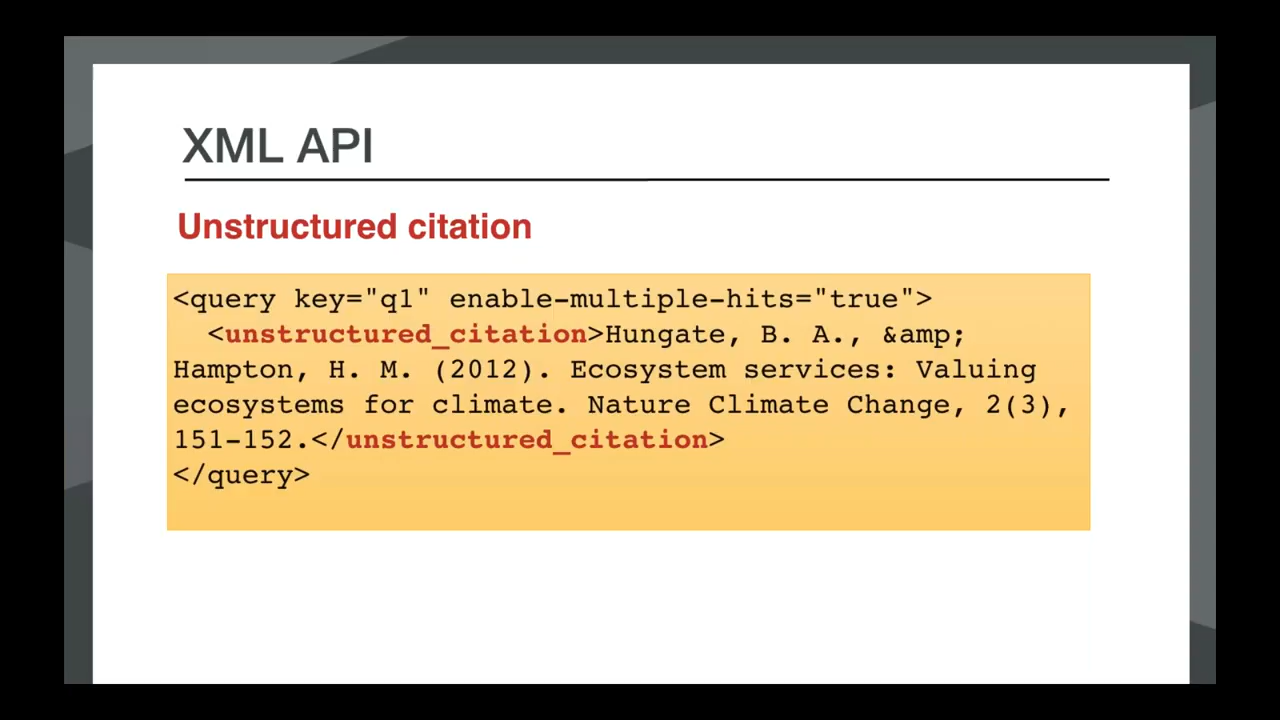 XML API
Unstructured citation
<query key="q1" enable-multiple-hits="true">
<unstructured_citation>Hungate, B. A., &amp;
Hampton, H. M. (2012). Ecosystem services: Valuing
ecosystems for climate. Nature Climate Change, 2(3),
151-152.</unstructured_citation>
</query>